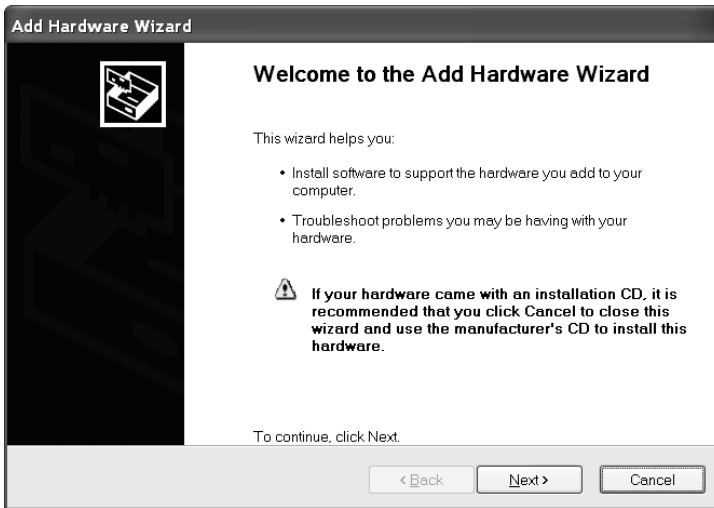 Add Hardware Wizard
Welcome to the Add Hardware Wizard
This wizard helps you:
• Install software to support the hardware you add to your
computer.
• Troubleshoot problems you may be having with your
hardware.
If your hardware came with an installation CD, it is
recommended that you click Cancel to close this
wizard and use the manufacturer's CD to install this
hardware.
To continue, click Next.
< Back Next > Cancel